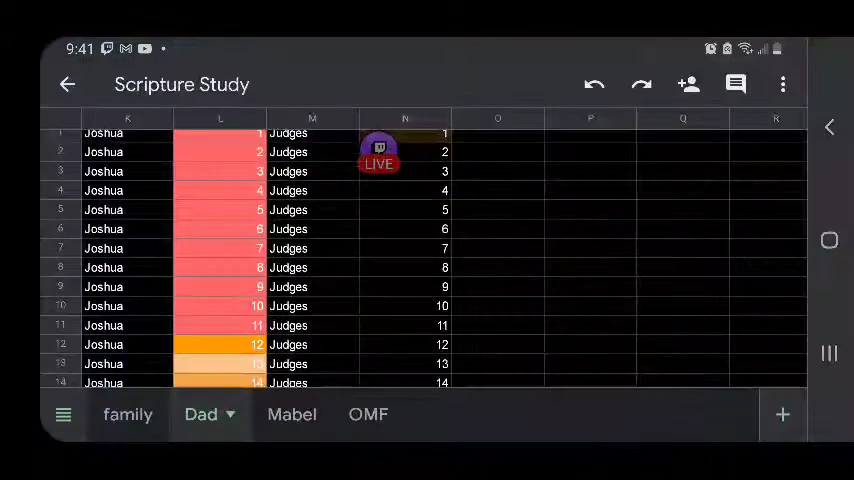 9:41
Scripture Study
K L M N O P Q R
1 Joshua 1 Judges 1
2 Joshua 2 Judges 2
LIVE
3 Joshua 3 Judges 3
4 Joshua 4 Judges 4
5 Joshua 5 Judges 5
6 Joshua 6 Judges 6
7 Joshua 7 Judges 7
8 Joshua 8 Judges 8
9 Joshua 9 Judges 9
10 Joshua 10 Judges 10
11 Joshua 11 Judges 11
12 Joshua 12 Judges 12
13 Joshua 13 Judges 13
14 Joshua 14 Judges 14
family Dad Mabel OMF